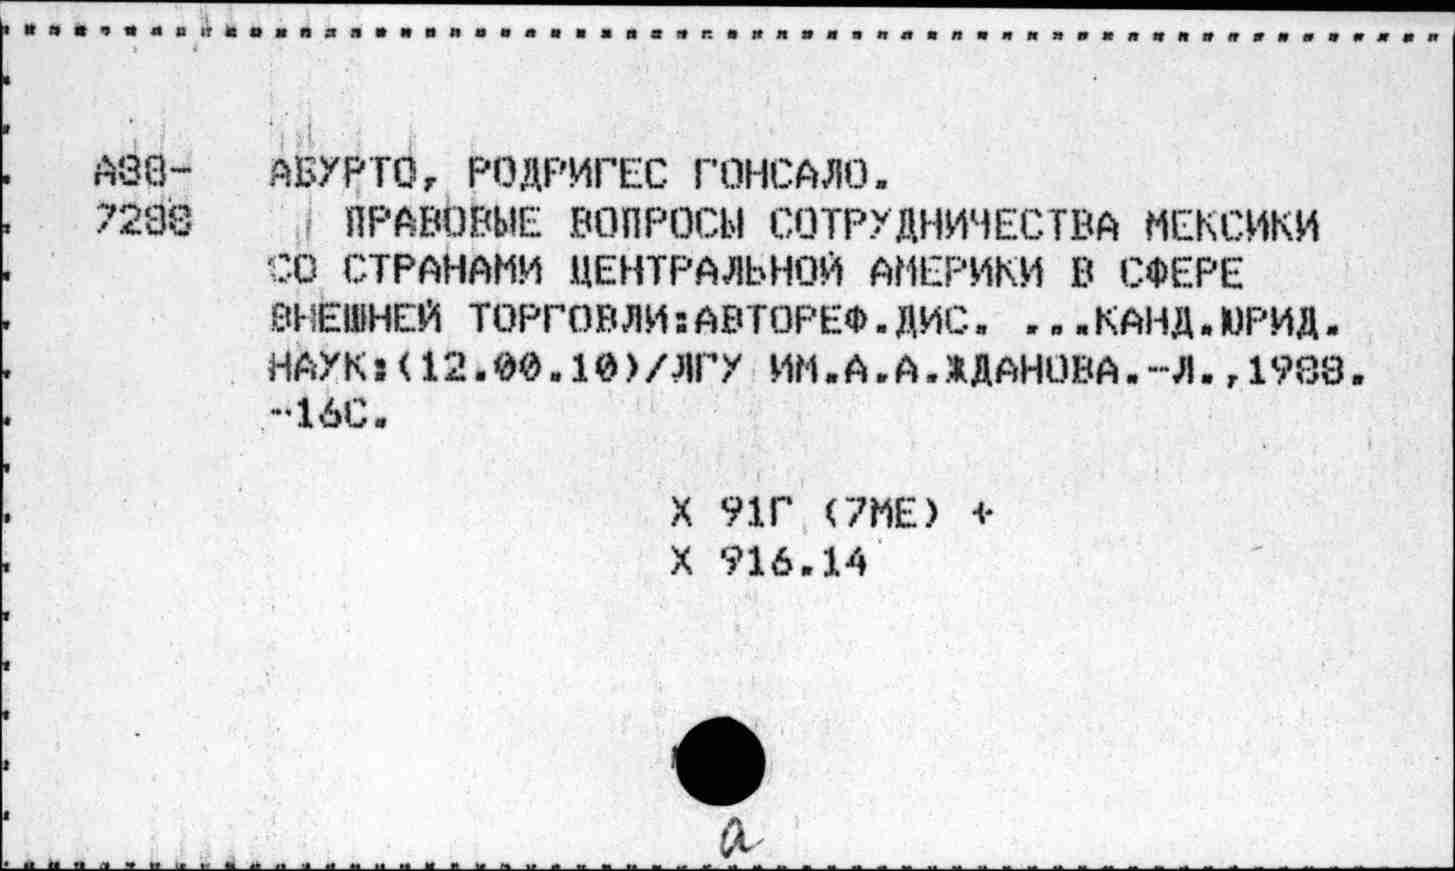 А88- АБУРТО, РОДРИГЕС ГОНСАЛО.
7288 ПРАВОВЫЕ ВОПРОСЫ СОТРУДНИЧЕСТВА МЕКСИКИ
СО СТРАНАМИ ЦЕНТРАЛЬНОЙ АМЕРИКИ В СФЕРЕ
ВНЕШНЕЙ ТОРГОВЛИ:АВТОРЕФ.ДИС. ...КАНД.ЮРИД.
НАУК:(12.00.10)/ЛГУ ИМ.А.А.ЖДАНОВА.-Л.,1988.
-16С.
Х 91Г (7МЕ) +
Х 916.14
а